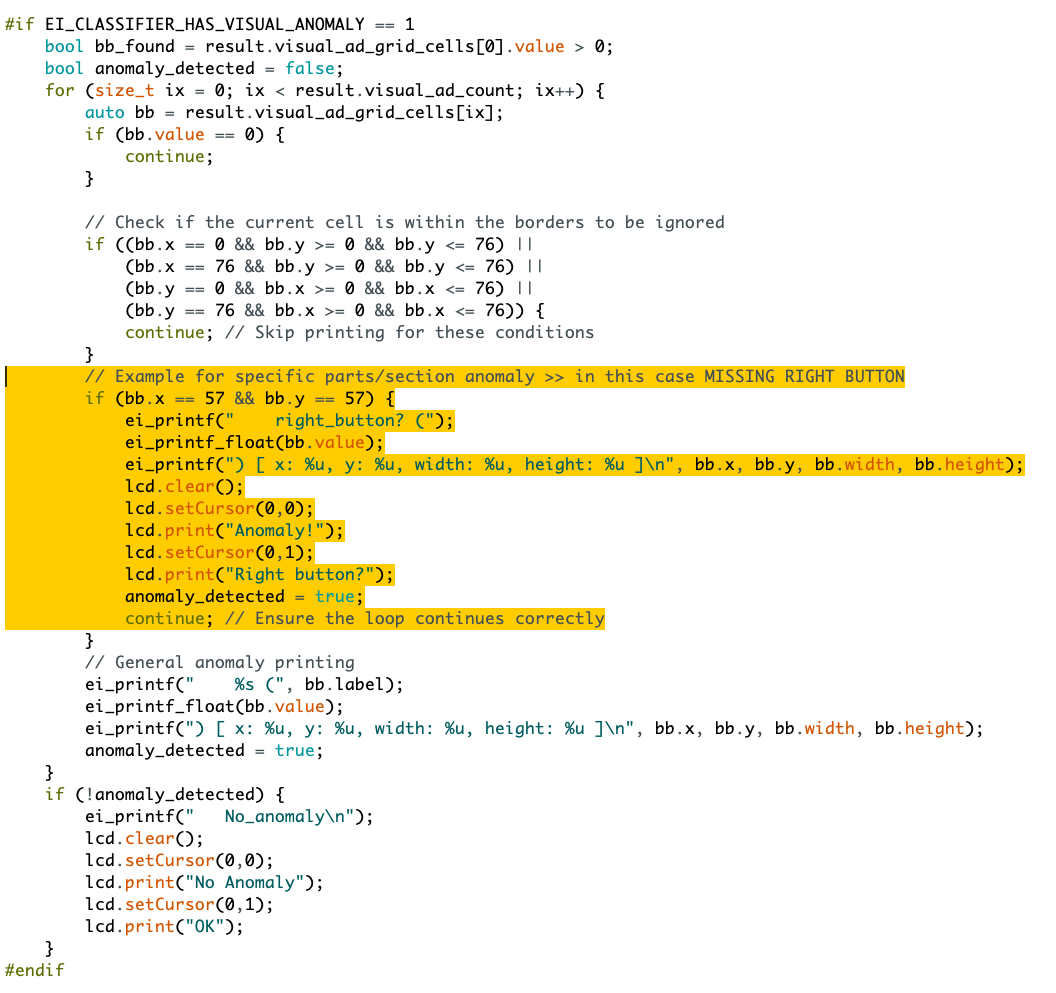 #if EI_CLASSIFIER_HAS_VISUAL_ANOMALY == 1
    bool bb_found = result.visual_ad_grid_cells[0].value > 0;
    bool anomaly_detected = false;
    for (size_t ix = 0; ix < result.visual_ad_count; ix++) {
        auto bb = result.visual_ad_grid_cells[ix];
        if (bb.value == 0) {
            continue;
        }

        // Check if the current cell is within the borders to be ignored
        if ((bb.x == 0 && bb.y >= 0 && bb.y <= 76) ||
            (bb.x == 76 && bb.y >= 0 && bb.y <= 76) ||
            (bb.y == 0 && bb.x >= 0 && bb.x <= 76) ||
            (bb.y == 76 && bb.x >= 0 && bb.x <= 76)) {
            continue; // Skip printing for these conditions
        }
        // Example for specific parts/section anomaly >> in this case MISSING RIGHT BUTTON
        if (bb.x == 57 && bb.y == 57) {
            ei_printf("    right_button? (");
            ei_printf_float(bb.value);
            ei_printf(") [ x: %u, y: %u, width: %u, height: %u ]\n", bb.x, bb.y, bb.width, bb.height);
            lcd.clear();
            lcd.setCursor(0,0);
            lcd.print("Anomaly!");
            lcd.setCursor(0,1);
            lcd.print("Right button?");
            anomaly_detected = true;
            continue; // Ensure the loop continues correctly
        }
        // General anomaly printing
        ei_printf("    %s (", bb.label);
        ei_printf_float(bb.value);
        ei_printf(") [ x: %u, y: %u, width: %u, height: %u ]\n", bb.x, bb.y, bb.width, bb.height);
        anomaly_detected = true;
    }
    if (!anomaly_detected) {
        ei_printf("   No_anomaly\n");
        lcd.clear();
        lcd.setCursor(0,0);
        lcd.print("No Anomaly");
        lcd.setCursor(0,1);
        lcd.print("OK");
    }
#endif